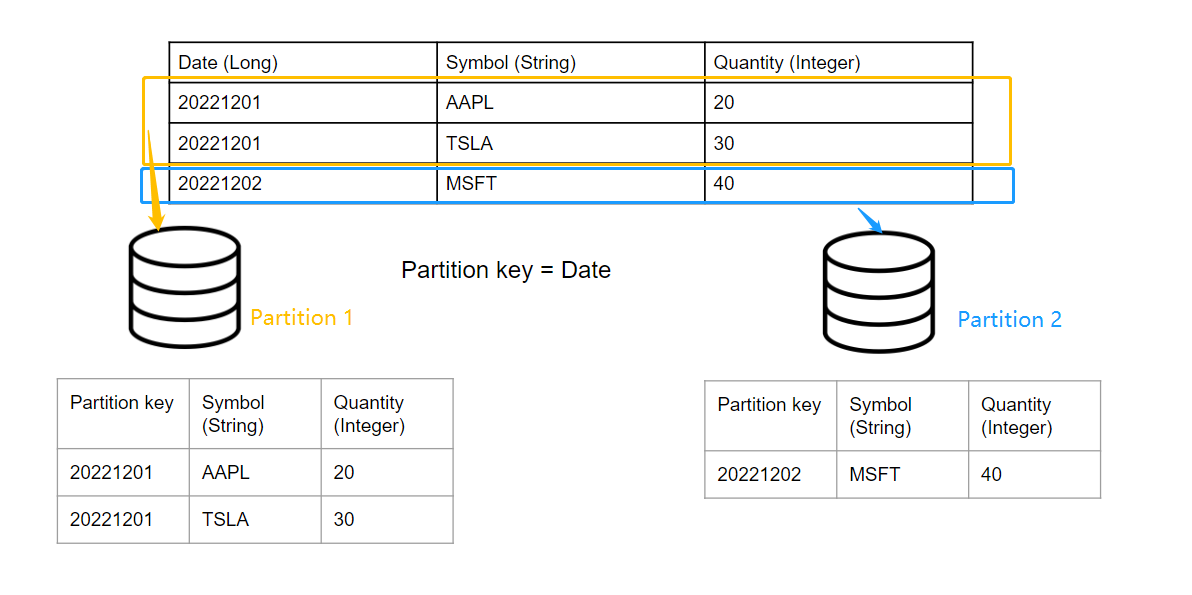 Date (Long) Symbol (String) Quantity (Integer)
20221201 AAPL 20
20221201 TSLA 30
20221202 MSFT 40
Partition key = Date
Partition 1
Partition 2
Partition key Symbol (String) Quantity (Integer)
20221201 AAPL 20
20221201 TSLA 30
Partition key Symbol (String) Quantity (Integer)
20221202 MSFT 40